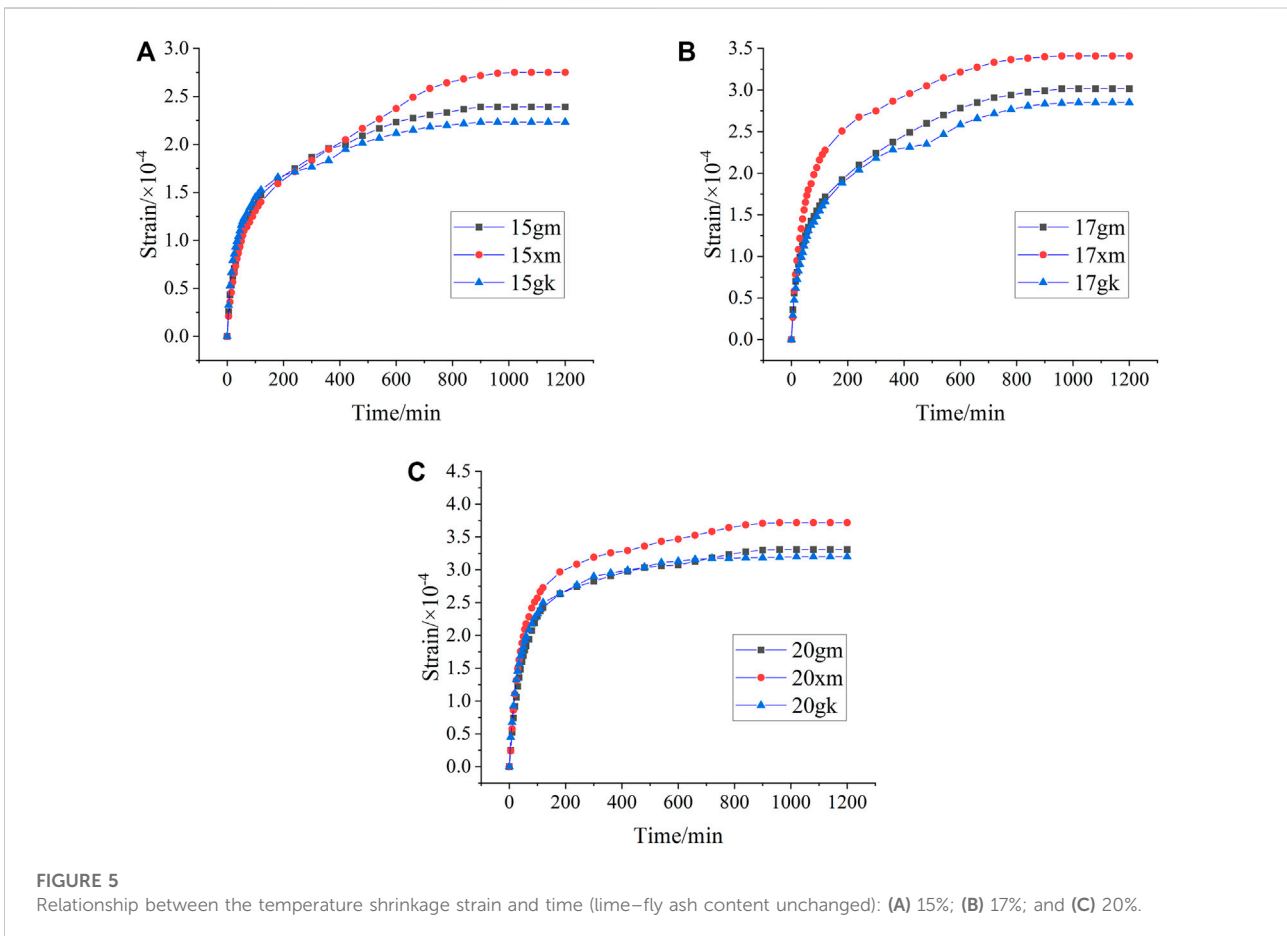 A
3.0
2.5
2.0
1.5
1.0
0.5
0.0
Strain/×10⁻⁴
15gm
15xm
15gk
0 200 400 600 800 1000 1200
Time/min
B
3.5
3.0
2.5
2.0
1.5
1.0
0.5
0.0
Strain/×10⁻⁴
17gm
17xm
17gk
0 200 400 600 800 1000 1200
Time/min
C
4.5
4.0
3.5
3.0
2.5
2.0
1.5
1.0
0.5
0.0
Strain/×10⁻⁴
20gm
20xm
20gk
0 200 400 600 800 1000 1200
Time/min
FIGURE 5
Relationship between the temperature shrinkage strain and time (lime–fly ash content unchanged): (A) 15%; (B) 17%; and (C) 20%.